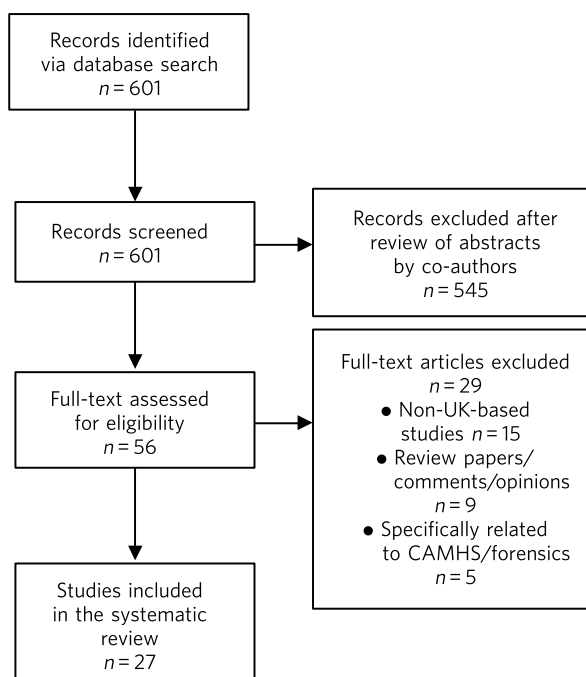 Records identified
via database search
n = 601
Records screened
n = 601
Records excluded after
review of abstracts
by co-authors
n = 545
Full-text assessed
for eligibility
n = 56
Full-text articles excluded
n = 29
● Non-UK-based
studies n = 15
● Review papers/
comments/opinions
n = 9
● Specifically related
to CAMHS/forensics
n = 5
Studies included
in the systematic
review
n = 27